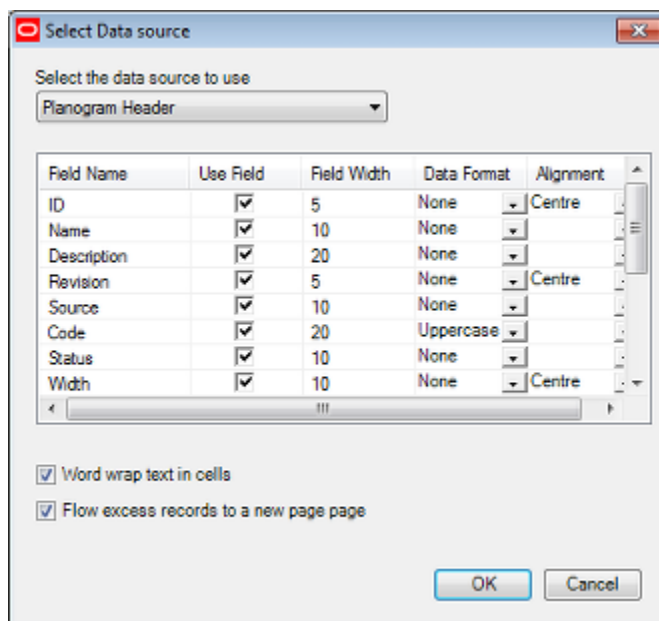 Select Data source
Select the data source to use
Planogram Header
Field Name Use Field Field Width Data Format Alignment
ID 5 None Centre
Name 10 None
Description 20 None
Revision 5 None Centre
Source 10 None
Code 20 Uppercase
Status 10 None
Width 10 None Centre
Word wrap text in cells
Flow excess records to a new page page
OK Cancel